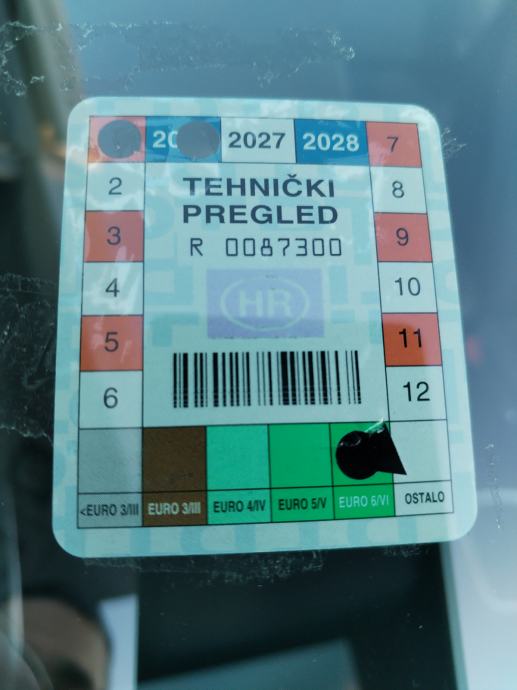 20 2027 2028 7
2 TEHNIČKI 8
PREGLED
3 R 0087300 9
4 HR 10
5 11
6 12
<EURO 3/III EURO 3/III EURO 4/IV EURO 5/V EURO 6/VI OSTALO